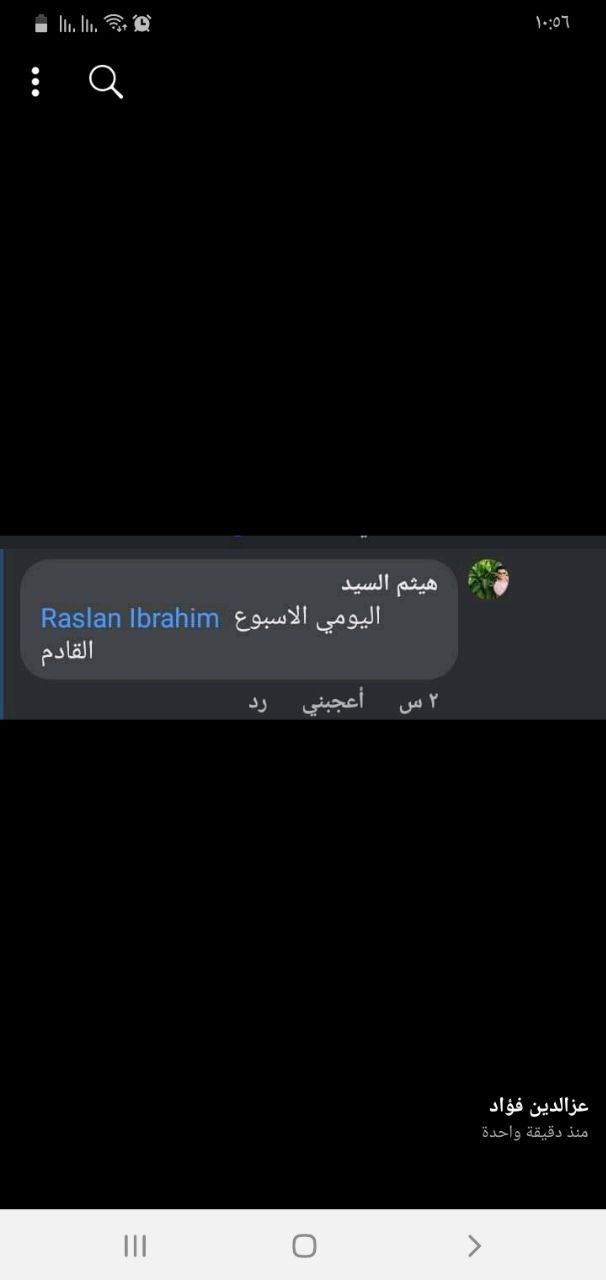 ١٠:٥٦
هيثم السيد
Raslan Ibrahim اليومي الاسبوع
القادم
٢ س أعجبني رد
عزالدين فؤاد
منذ دقيقة واحدة